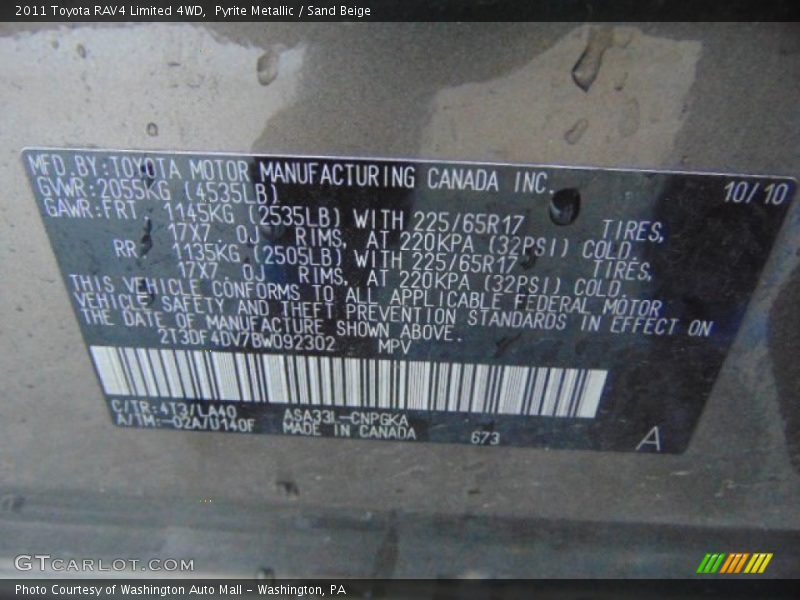 2011 Toyota RAV4 Limited 4WD, Pyrite Metallic / Sand Beige
MFD.BY:TOYOTA MOTOR MANUFACTURING CANADA INC. 10/10
GVWR:2055KG (4535LB)
GAWR:FRT 1145KG (2535LB) WITH 225/65R17 TIRES,
17X7 0J RIMS, AT 220KPA (32PSI) COLD.
RR 1135KG (2505LB) WITH 225/65R17 TIRES,
17X7 0J RIMS, AT 220KPA (32PSI) COLD.
THIS VEHICLE CONFORMS TO ALL APPLICABLE FEDERAL MOTOR
VEHICLE SAFETY AND THEFT PREVENTION STANDARDS IN EFFECT ON
THE DATE OF MANUFACTURE SHOWN ABOVE.
2T3DF4DV7BW092302 MPV
C/TR:4T3/LA40 ASA33L-CNPGKA
A/TM:-02A/U140F MADE IN CANADA 673 A
GTCARLOT.COM
Photo Courtesy of Washington Auto Mall - Washington, PA